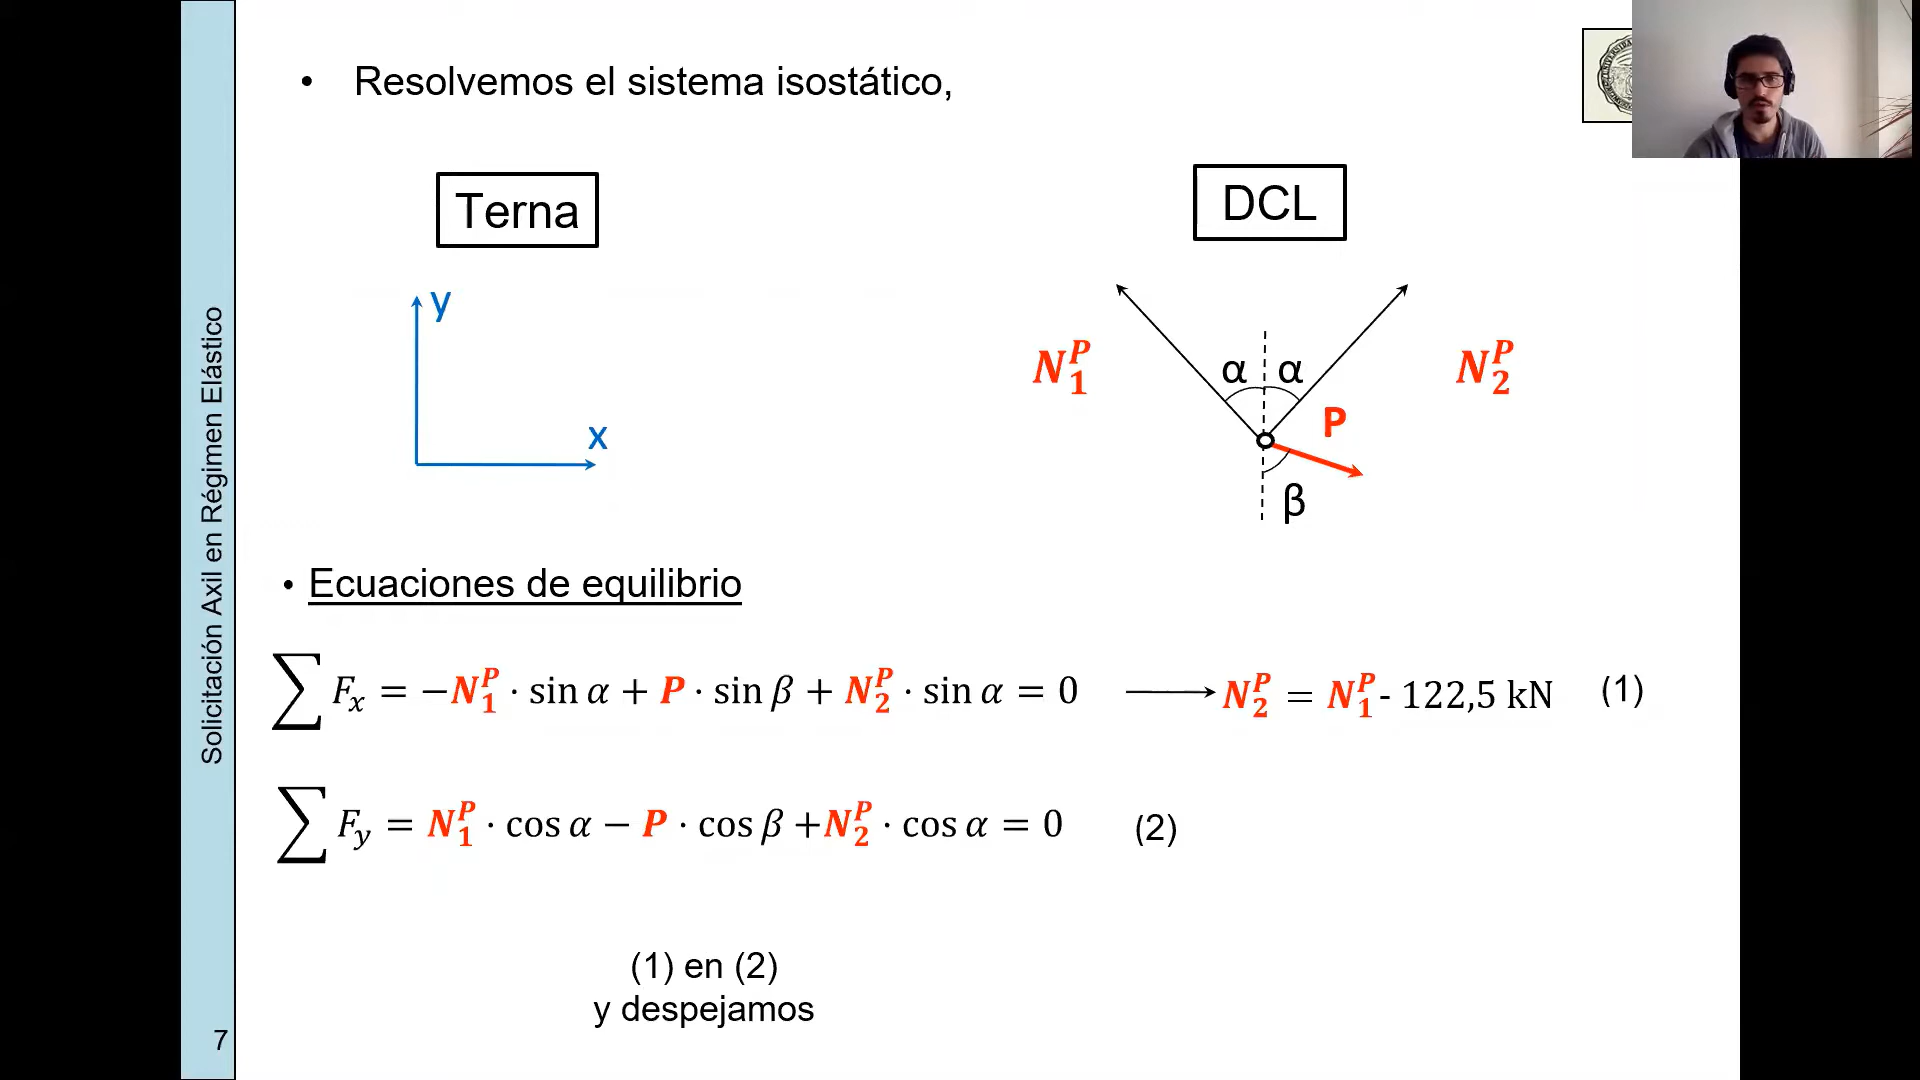 • Resolvemos el sistema isostático,
Terna
DCL
y
x
N₁ᴾ
N₂ᴾ
α α
P
β
• Ecuaciones de equilibrio
∑ Fₓ = −N₁ᴾ · sin α + P · sin β + N₂ᴾ · sin α = 0 ⟶ N₂ᴾ = N₁ᴾ - 122,5 kN (1)
∑ F_y = N₁ᴾ · cos α − P · cos β +N₂ᴾ · cos α = 0 (2)
(1) en (2)
y despejamos
Solicitación Axil en Régimen Elástico
7